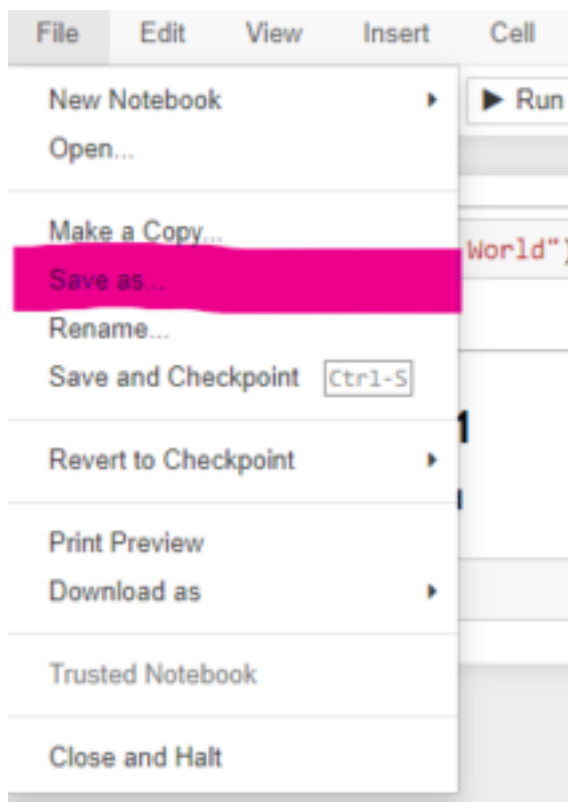 File Edit View Insert Cell
New Notebook
Run
Open...
Make a Copy...
World")
Save as...
Rename...
Save and Checkpoint Ctrl-S
1
Revert to Checkpoint
Print Preview
Download as
Trusted Notebook
Close and Halt